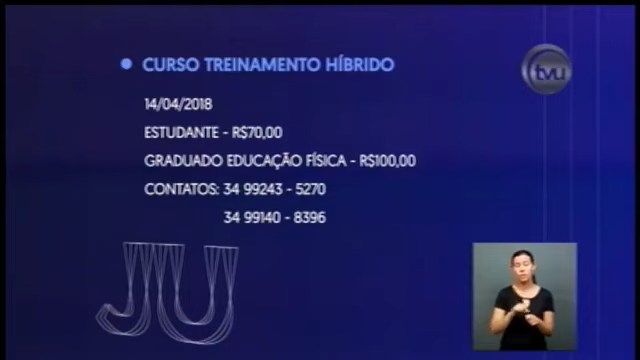 CURSO TREINAMENTO HÍBRIDO
tvu
14/04/2018
ESTUDANTE - R$70,00
GRADUADO EDUCAÇÃO FÍSICA - R$100,00
CONTATOS: 34 99243 - 5270
34 99140 - 8396
JU